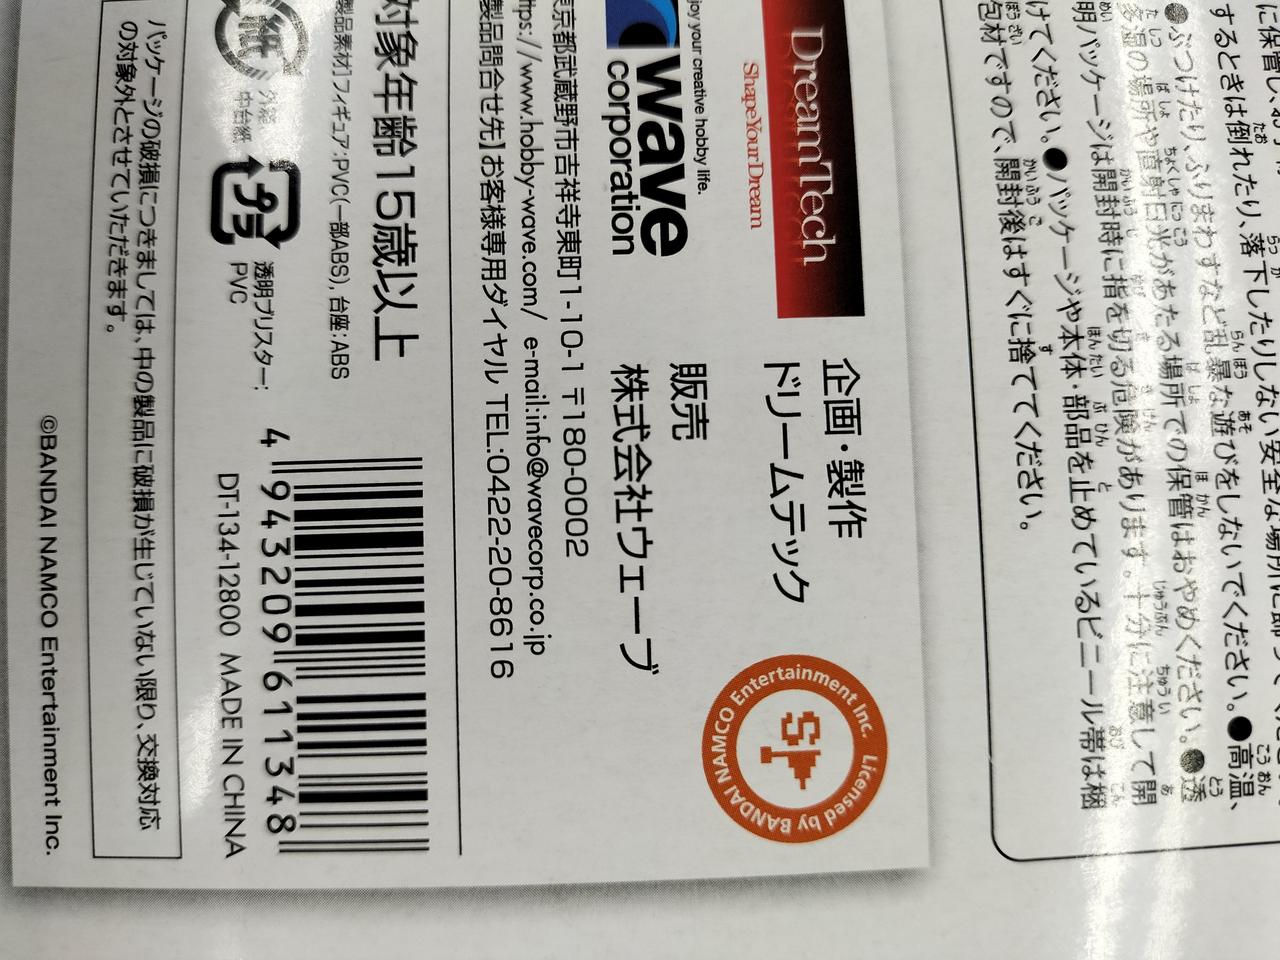 に保管し、お
するときは倒れたり、落下したりしない安全な場所に
●ぶつけたり、ふりまわすなど乱暴な遊びをしないでください。●高温、
多湿の場所や直射日光があたる場所での保管はおやめください。●透
明パッケージは開封時に指を切る危険があります。十分に注意して開
けてください。●パッケージや本体・部品を止めているビニール帯は梱
包材ですので、開封後はすぐに捨ててください。
DreamTech
ShapeYourDream
企画・製作
ドリームテック
Licensed by BANDAI NAMCO Entertainment Inc.
joy your creative hobby life.
wave
corporation
販売
株式会社ウェーブ
東京都武蔵野市吉祥寺東町1-10-1 〒180-0002
ttps://www.hobby-wave.com/ e-mail:info@wavecorp.co.jp
製品問合せ先]お客様専用ダイヤル TEL:0422-20-8616
対象年齢15歳以上
製品素材]フィギュア:PVC(一部ABS)、台座:ABS
紙
外箱
中台紙
プラ
透明ブリスター:
PVC
4 943209 611348
DT-134-12800 MADE IN CHINA
パッケージの破損につきましては、中の製品に破損が生じていない限り、交換対応
の対象外とさせていただきます。
©BANDAI NAMCO Entertainment Inc.